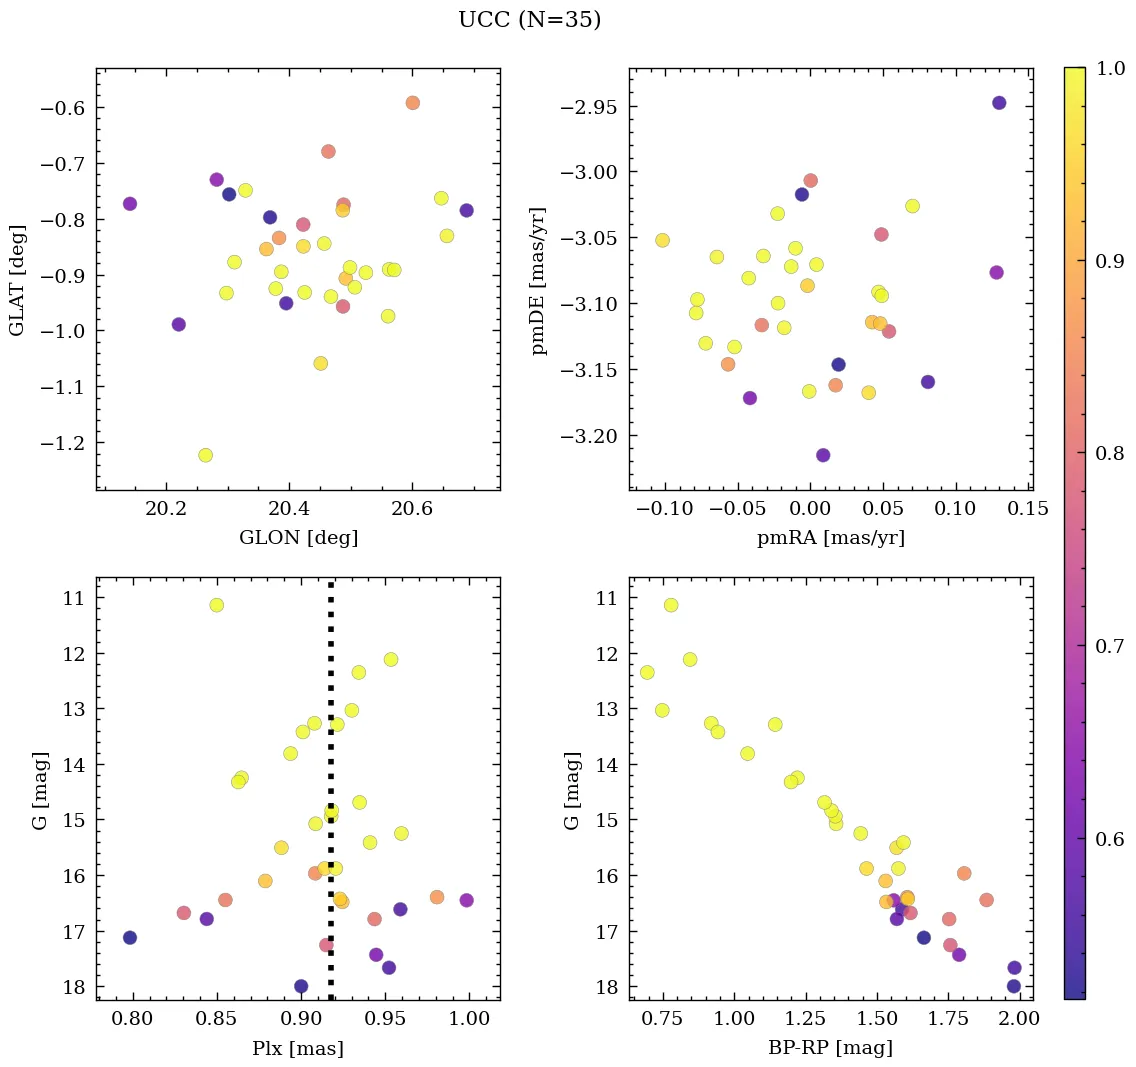 UCC (N=35)
−0.6
−0.7
−0.8
−0.9
−1.0
−1.1
−1.2
GLAT [deg]
20.2 20.4 20.6
GLON [deg]
−2.95
−3.00
−3.05
−3.10
−3.15
−3.20
pmDE [mas/yr]
−0.10 −0.05 0.00 0.05 0.10 0.15
pmRA [mas/yr]
11
12
13
14
15
16
17
18
G [mag]
0.80 0.85 0.90 0.95 1.00
Plx [mas]
11
12
13
14
15
16
17
18
G [mag]
0.75 1.00 1.25 1.50 1.75 2.00
BP-RP [mag]
1.0
0.9
0.8
0.7
0.6